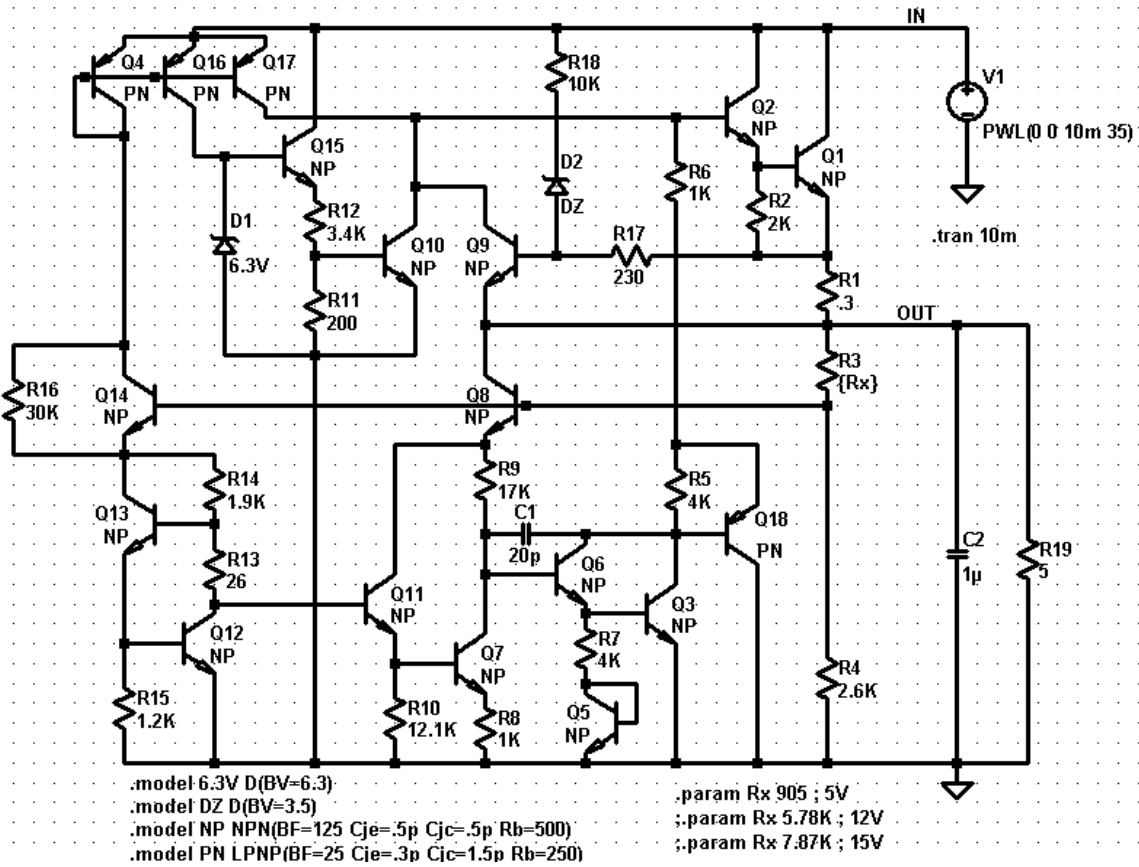 IN
Q4
Q16
Q17
PN
PN
PN
R18
10K
V1
PWL(0 0 10m 35)
Q2
NP
Q15
NP
Q1
NP
D2
DZ
R6
1K
D1
6.3V
R12
3.4K
R2
2K
.tran 10m
Q10
NP
Q9
NP
R17
230
R11
200
R1
.3
OUT
R3
{Rx}
R16
30K
Q14
NP
Q8
NP
R14
1.9K
R9
17K
R5
4K
Q18
PN
Q13
NP
C1
20p
R13
26
Q6
NP
C2
1µ
R19
5
Q11
NP
Q3
NP
Q12
NP
Q7
NP
R7
4K
R4
2.6K
R15
1.2K
R10
12.1K
R8
1K
Q5
NP
.model 6.3V D(BV=6.3)
.model DZ D(BV=3.5)
.model NP NPN(BF=125 Cje=.5p Cjc=.5p Rb=500)
.model PN LPNP(BF=25 Cje=.3p Cjc=1.5p Rb=250)
.param Rx 905 ; 5V
;.param Rx 5.78K ; 12V
;.param Rx 7.87K ; 15V